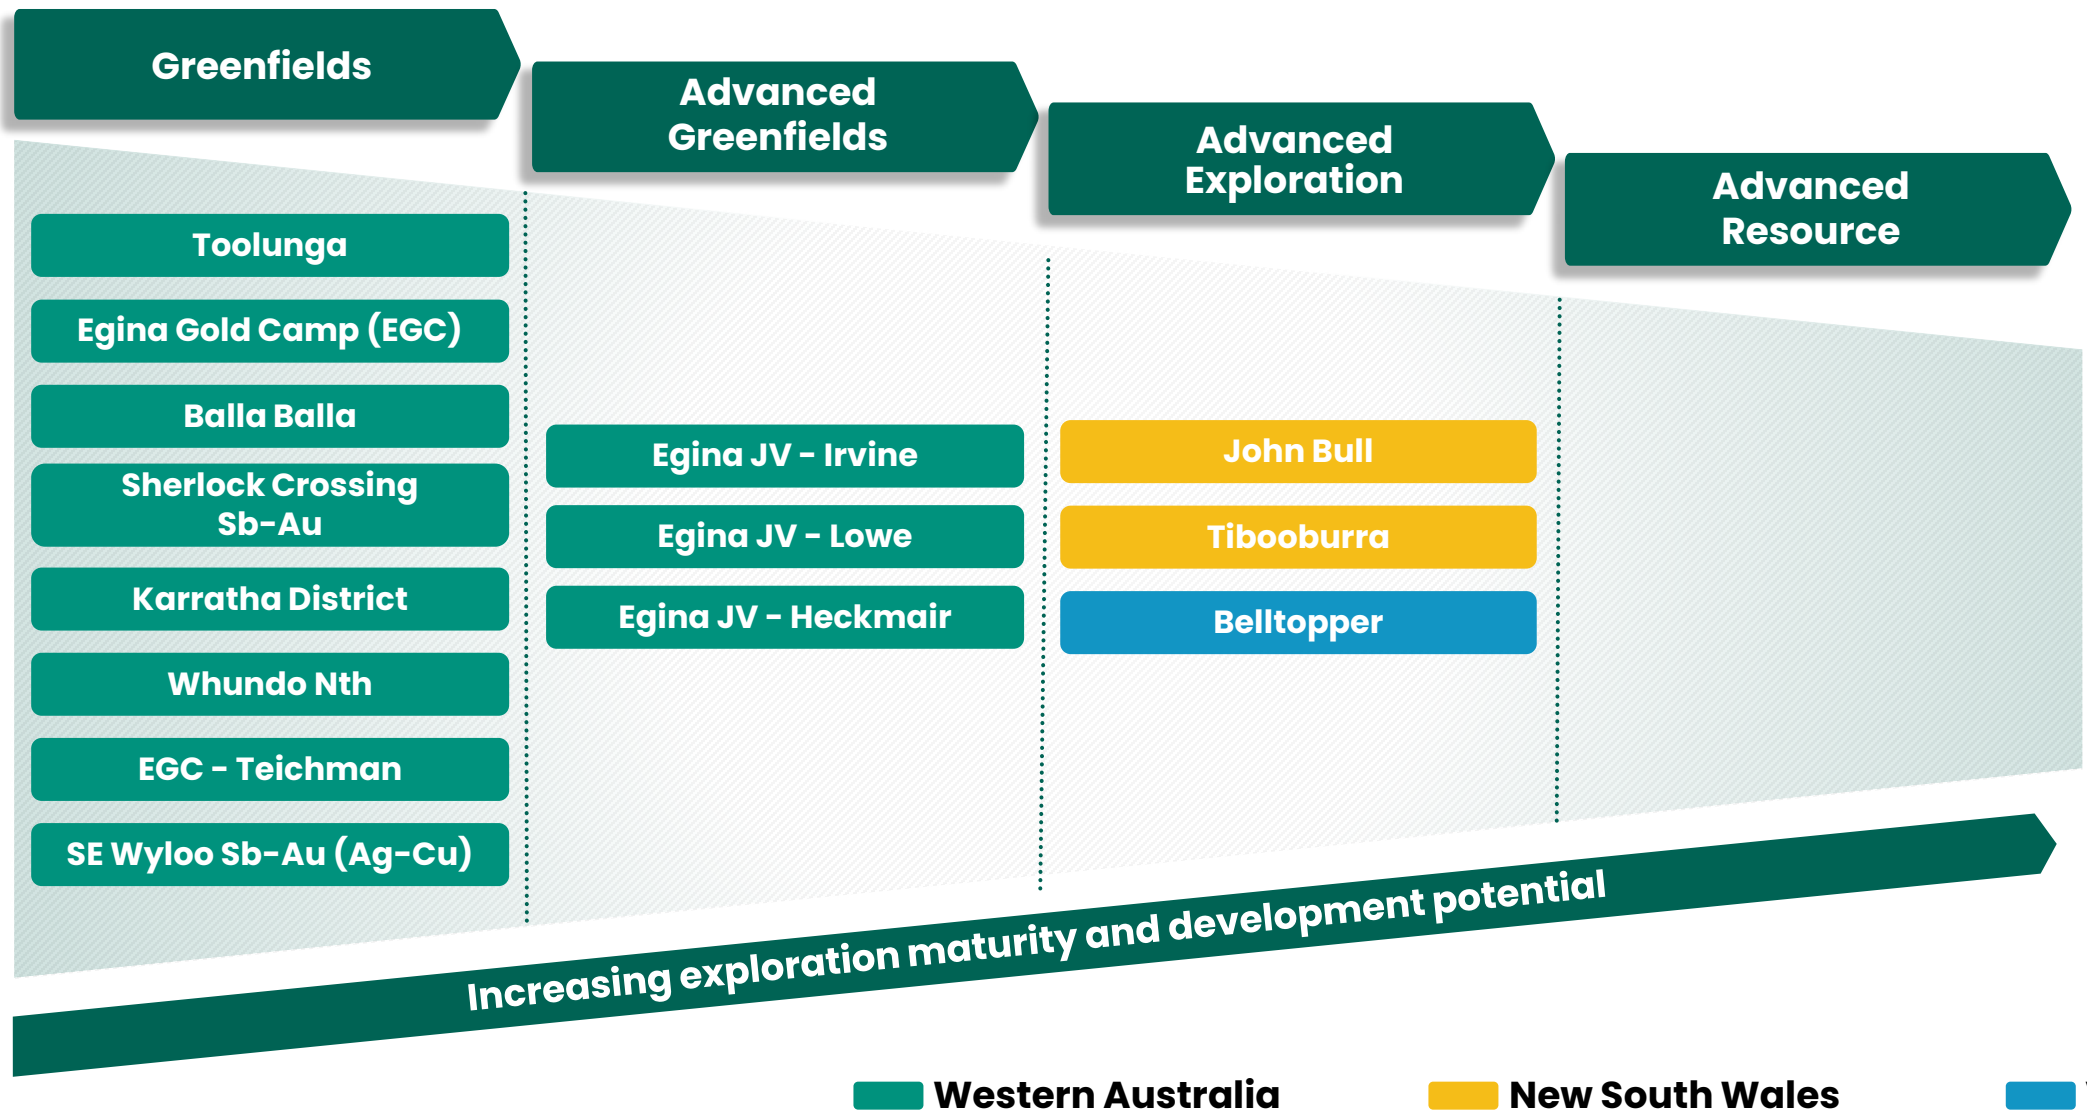 Greenfields
Advanced
Greenfields
Advanced
Exploration
Advanced
Resource
Toolunga
Egina Gold Camp (EGC)
Balla Balla
Sherlock Crossing
Sb-Au
Karratha District
Whundo Nth
EGC - Teichman
SE Wyloo Sb-Au (Ag-Cu)
Egina JV - Irvine
Egina JV - Lowe
Egina JV - Heckmair
John Bull
Tibooburra
Belltopper
Increasing exploration maturity and development potential
Western Australia
New South Wales